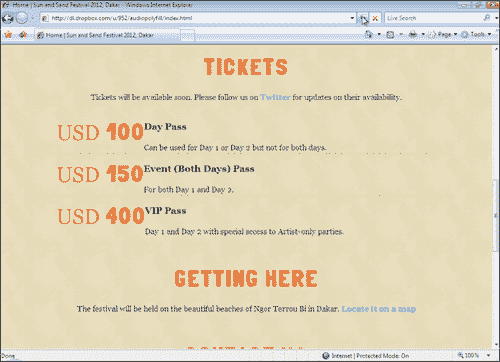 Home | Sun and Sand Festival 2012, Dakar - Windows Internet Explorer
http://dl.dropbox.com/u/952/audiopolyfill/index.html
Live Search
Home | Sun and Sand Festival 2012, Dakar
Page
Tools
TICKETS
Tickets will be available soon. Please follow us on Twitter for updates on their availability.
USD 100 Day Pass
Can be used for Day 1 or Day 2 but not for both days.
USD 150 Event (Both Days) Pass
For both Day 1 and Day 2.
USD 400 VIP Pass
Day 1 and Day 2 with special access to Artist-only parties.
GETTING HERE
The festival will be held on the beautiful beaches of Ngor Terrou Bi in Dakar. Locate it on a map
Done
Internet | Protected Mode: On
100%